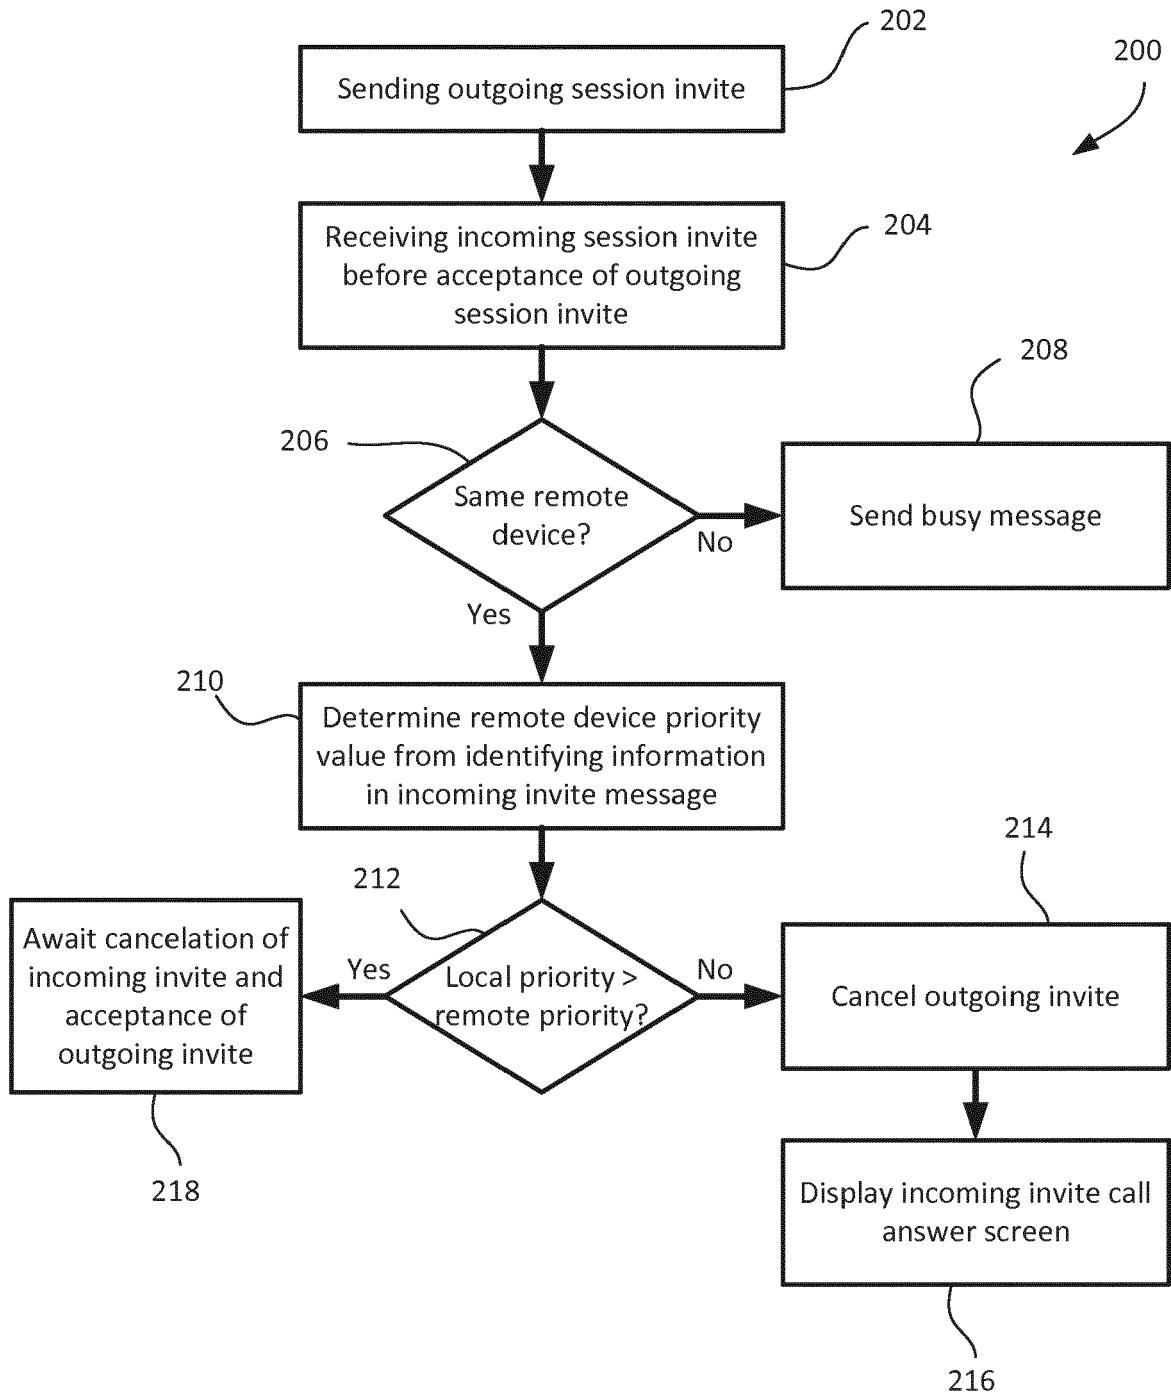 202
200
Sending outgoing session invite
204
Receiving incoming session invite
before acceptance of outgoing
session invite
208
206
Same remote
device?
No
Send busy message
Yes
210
Determine remote device priority
value from identifying information
in incoming invite message
214
212
Await cancelation of
incoming invite and
acceptance of
outgoing invite
Yes
Local priority >
remote priority?
No
Cancel outgoing invite
218
Display incoming invite call
answer screen
216